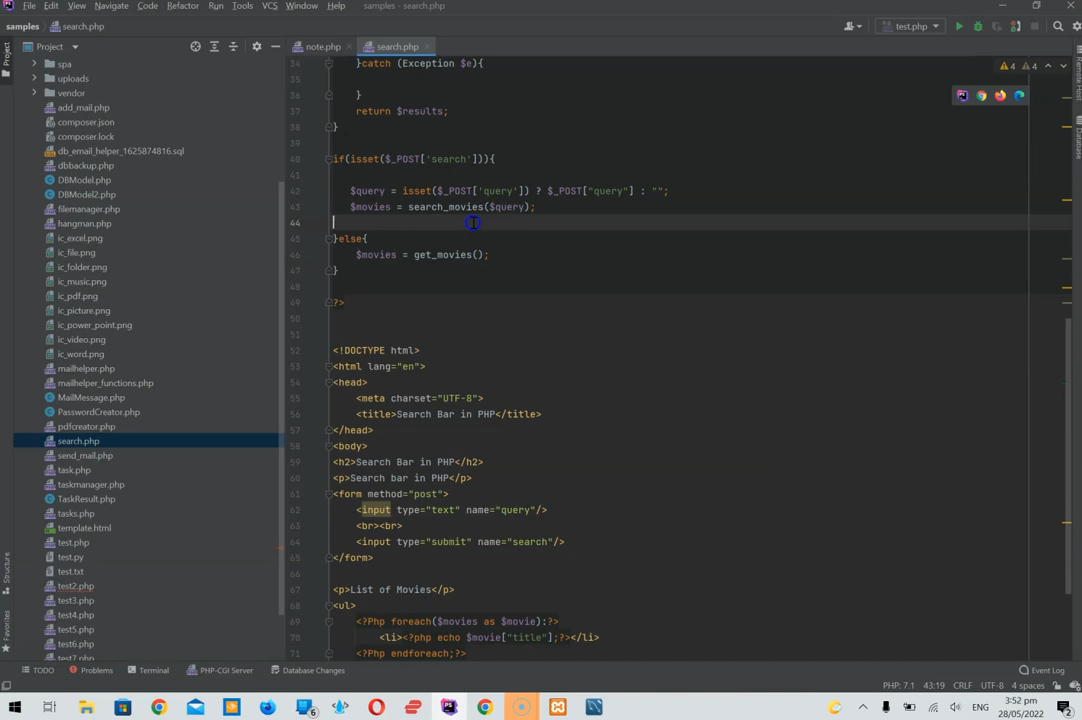 File Edit View Navigate Code Refactor Run Tools VCS Window Help samples - search.php
samples search.php test.php
Project note.php search.php
Project
Structure
Favorites
Remote Host
Database
4 4
spa
uploads
vendor
add_mail.php
composer.json
composer.lock
db_email_helper_1625874816.sql
dbbackup.php
DBModel.php
DBModel2.php
filemanager.php
hangman.php
ic_excel.png
ic_file.png
ic_folder.png
ic_music.png
ic_pdf.png
ic_picture.png
ic_power_point.png
ic_video.png
ic_word.png
mailhelper.php
mailhelper_functions.php
MailMessage.php
PasswordCreator.php
pdfcreator.php
search.php
send_mail.php
task.php
taskmanager.php
TaskResult.php
tasks.php
template.html
test.php
test.py
test.txt
test2.php
test3.php
test4.php
test5.php
test6.php
test7.php
34 }catch (Exception $e){
35
36 }
37 return $results;
38 }
39
40 if(isset($_POST['search'])){
42 $query = isset($_POST['query']) ? $_POST["query"] : "";
43 $movies = search_movies($query);
44
45 }else{
46 $movies = get_movies();
47 }
48
49 ?>
50
51
52 <!DOCTYPE html>
53 <html lang="en">
54 <head>
55 <meta charset="UTF-8">
56 <title>Search Bar in PHP</title>
57 </head>
58 <body>
59 <h2>Search Bar in PHP</h2>
60 <p>Search bar in PHP</p>
61 <form method="post">
62 <input type="text" name="query"/>
63 <br><br>
64 <input type="submit" name="search"/>
65 </form>
66
67 <p>List of Movies</p>
68 <ul>
69 <?Php foreach($movies as $movie):?>
70 <li><?php echo $movie["title"];?></li>
71 <?Php endforeach;?>
TODO Problems Terminal PHP-CGI Server Database Changes Event Log
PHP: 7.1 43:19 CRLF UTF-8 4 spaces
6 ENG 3:52 pm
28/05/2022 2